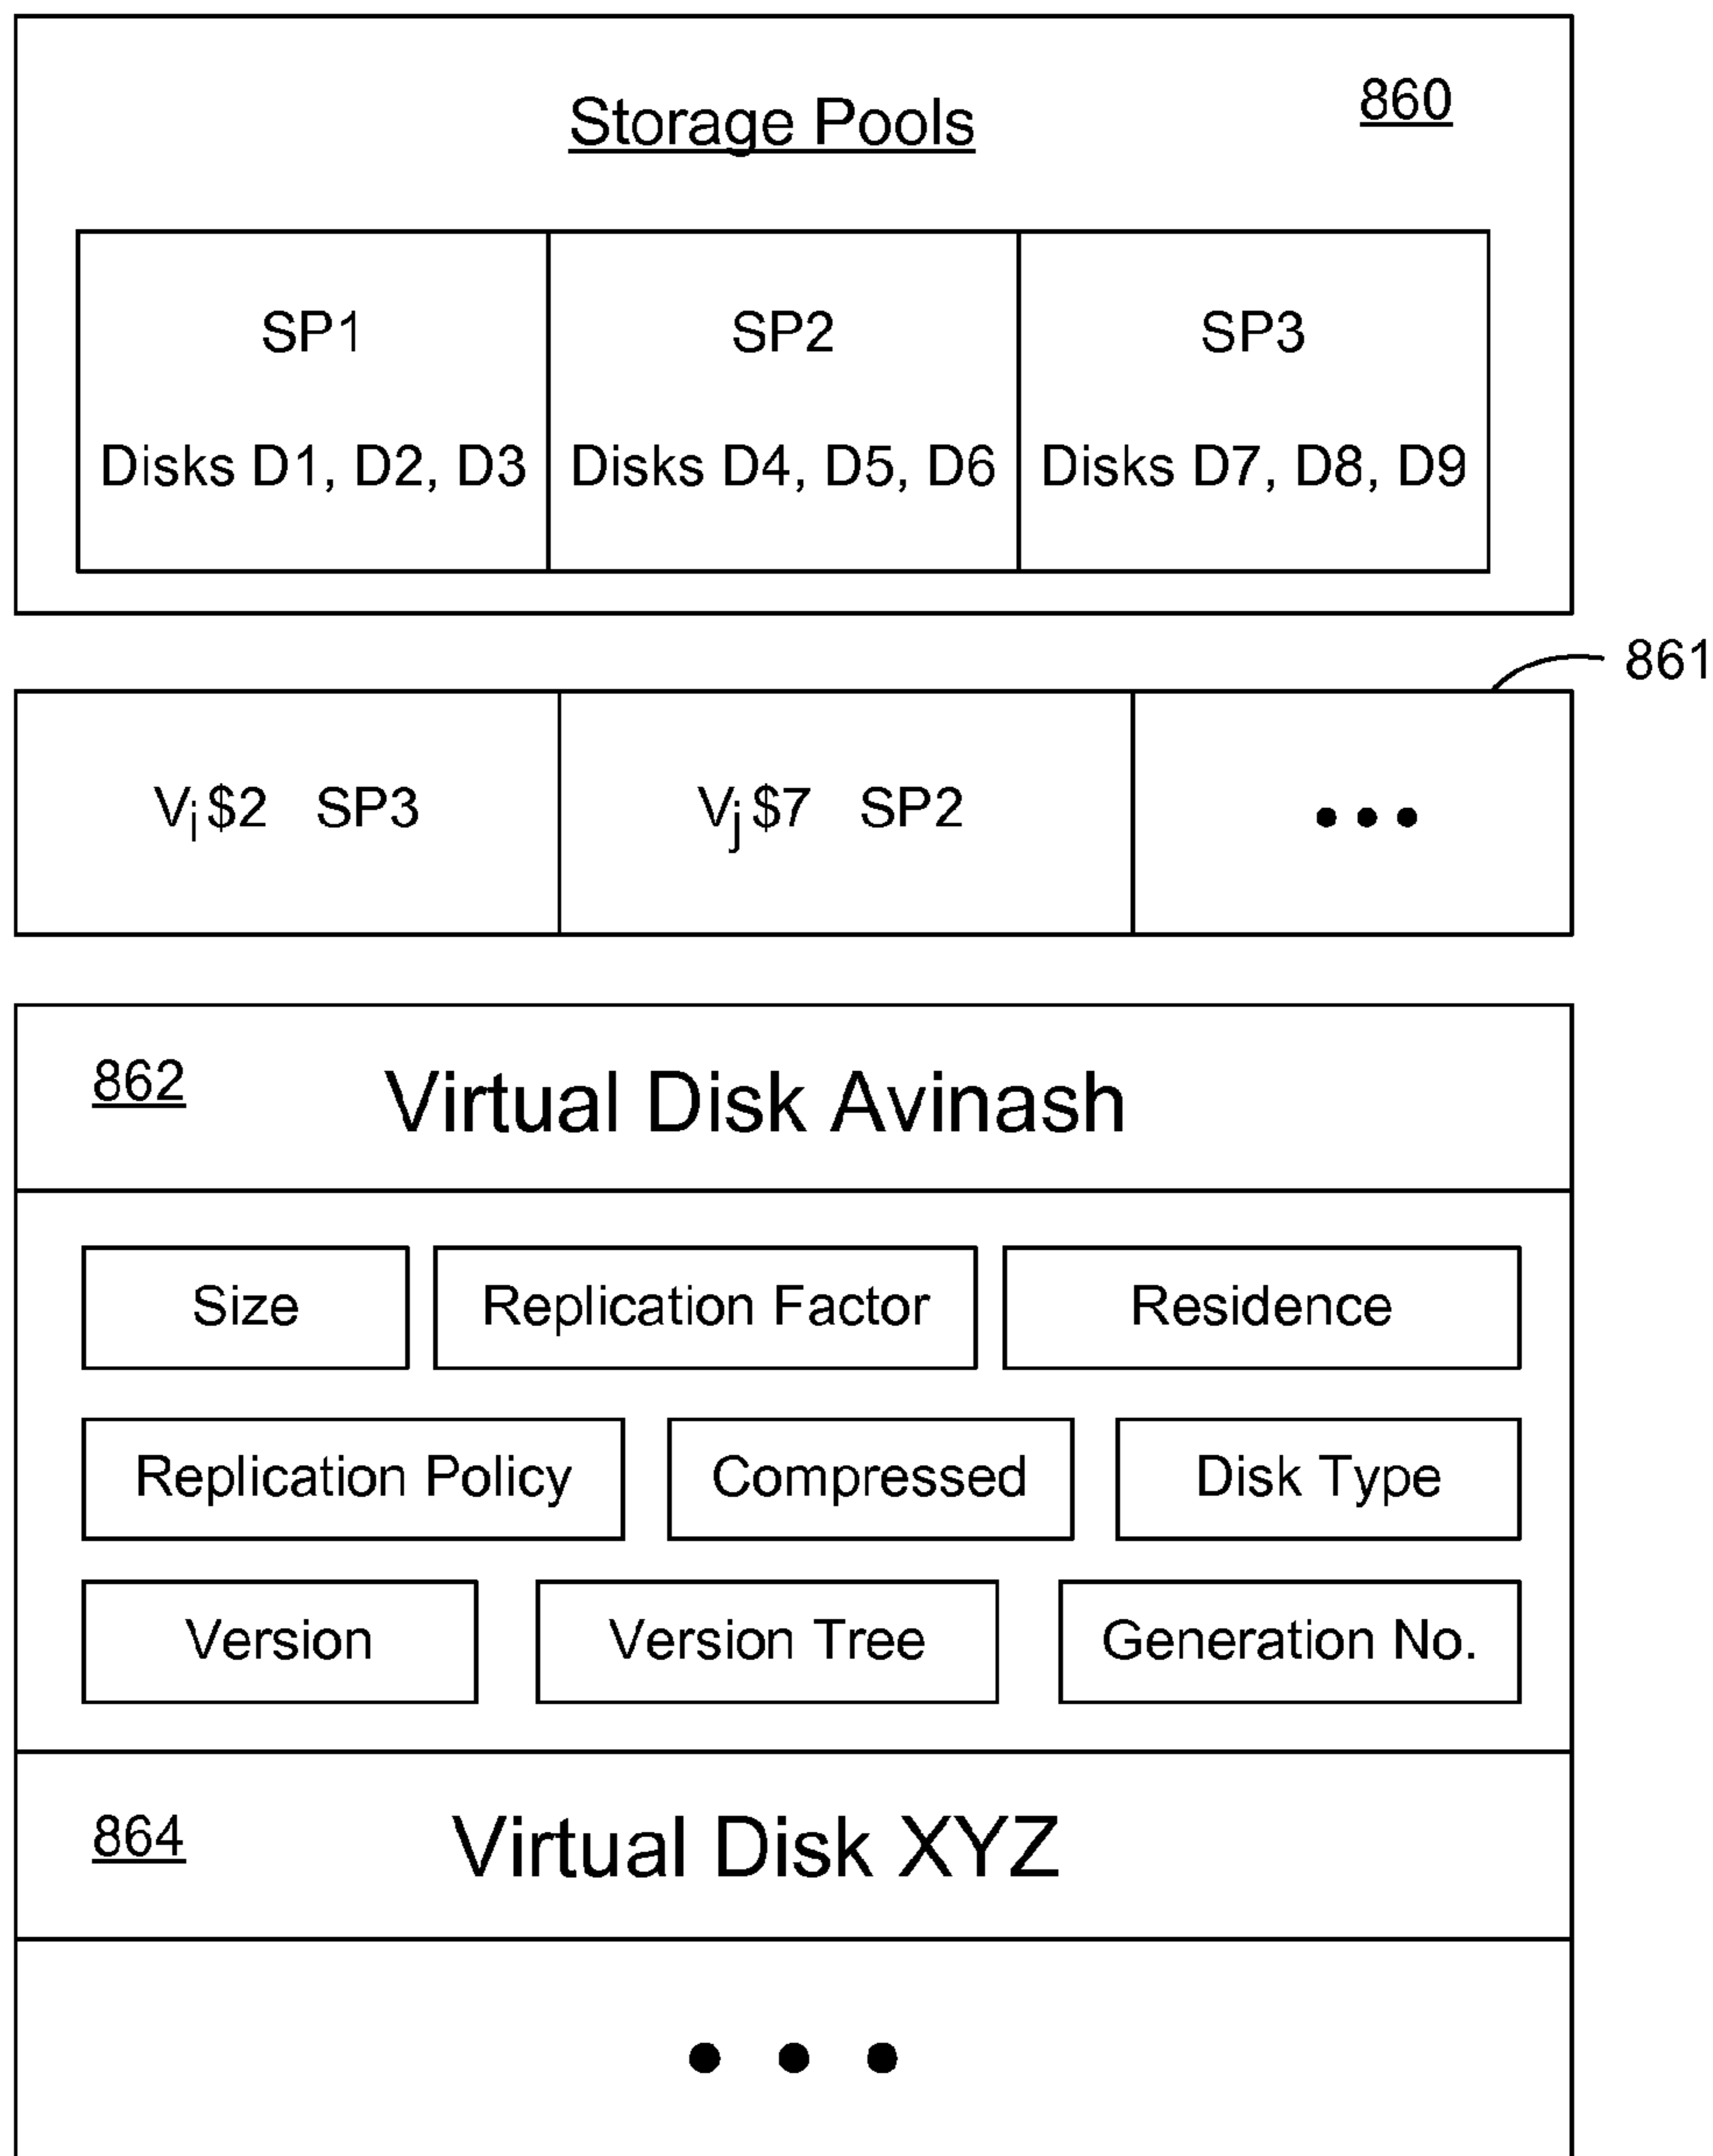 860
Storage Pools
SP1 SP2 SP3
Disks D1, D2, D3 Disks D4, D5, D6 Disks D7, D8, D9
861
Vi$2 SP3 Vj$7 SP2 •••
862 Virtual Disk Avinash
Size Replication Factor Residence
Replication Policy Compressed Disk Type
Version Version Tree Generation No.
864 Virtual Disk XYZ
• • •